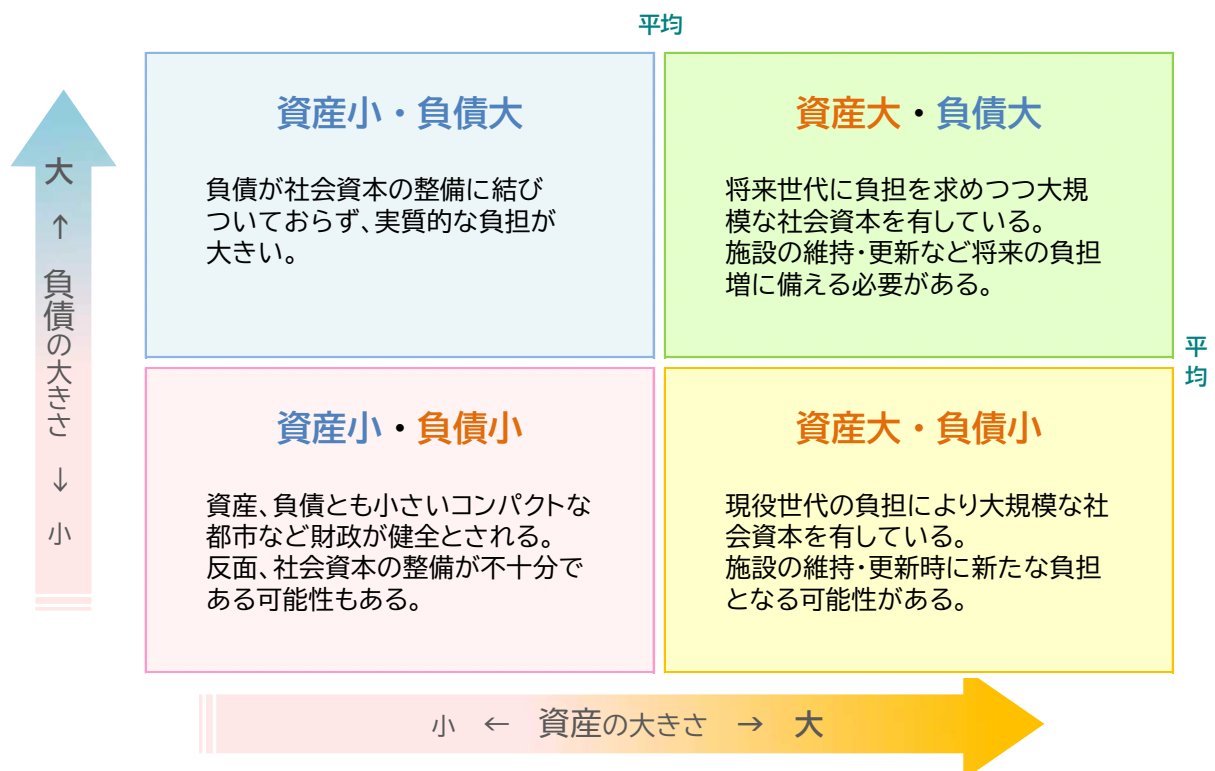 平均
資産小・負債大
負債が社会資本の整備に結び
ついておらず、実質的な負担が
大きい。
資産大・負債大
将来世代に負担を求めつつ大規
模な社会資本を有している。
施設の維持・更新など将来の負担
増に備える必要がある。
大 ↑ 負債の大きさ ↓ 小
平均
資産小・負債小
資産、負債とも小さいコンパクトな
都市など財政が健全とされる。
反面、社会資本の整備が不十分で
ある可能性もある。
資産大・負債小
現役世代の負担により大規模な社
会資本を有している。
施設の維持・更新時に新たな負担
となる可能性がある。
小 ← 資産の大きさ → 大